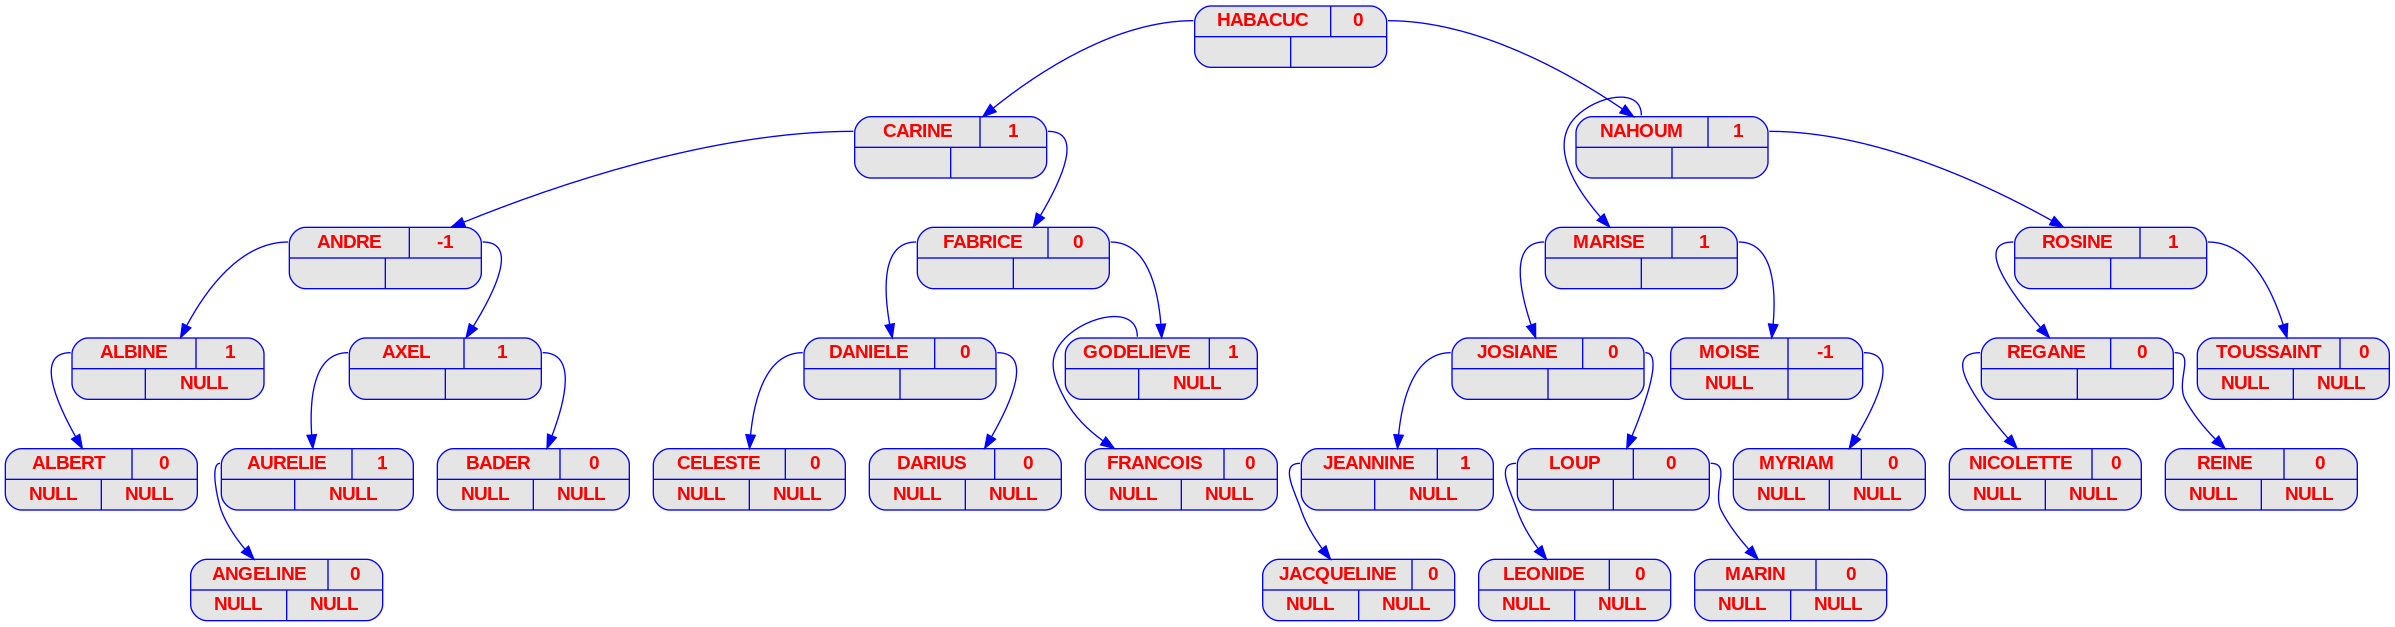 HABACUC 0
CARINE 1
NAHOUM 1
ANDRE -1
FABRICE 0
MARISE 1
ROSINE 1
ALBINE 1
NULL
AXEL 1
DANIELE 0
GODELIEVE 1
NULL
JOSIANE 0
MOISE -1
NULL
REGANE 0
TOUSSAINT 0
NULL NULL
ALBERT 0
NULL NULL
AURELIE 1
NULL
BADER 0
NULL NULL
CELESTE 0
NULL NULL
DARIUS 0
NULL NULL
FRANCOIS 0
NULL NULL
JEANNINE 1
NULL
LOUP 0
MYRIAM 0
NULL NULL
NICOLETTE 0
NULL NULL
REINE 0
NULL NULL
ANGELINE 0
NULL NULL
JACQUELINE 0
NULL NULL
LEONIDE 0
NULL NULL
MARIN 0
NULL NULL